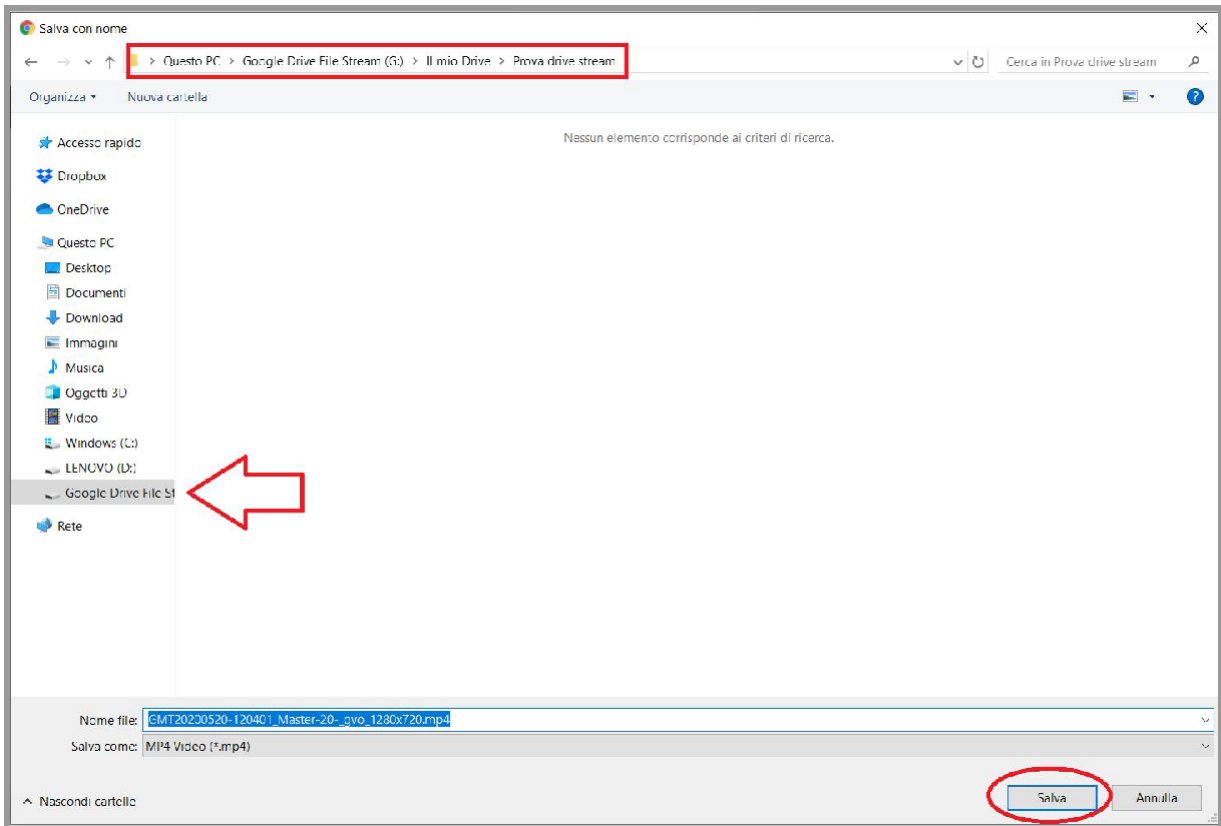 Salva con nome
Questo PC > Google Drive File Stream (G:) > Il mio Drive > Prova drive stream
Cerca in Prova drive stream
Organizza
Nuova cartella
Nessun elemento corrisponde ai criteri di ricerca.
Accesso rapido
Dropbox
OneDrive
Questo PC
Desktop
Documenti
Download
Immagini
Musica
Oggetti 3D
Video
Windows (C:)
LENOVO (D:)
Google Drive File St
Rete
Nome file: GMT20200520-120401_Master-20-_gvo_1280x720.mp4
Salva come: MP4 Video (*.mp4)
Nascondi cartelle
Salva
Annulla